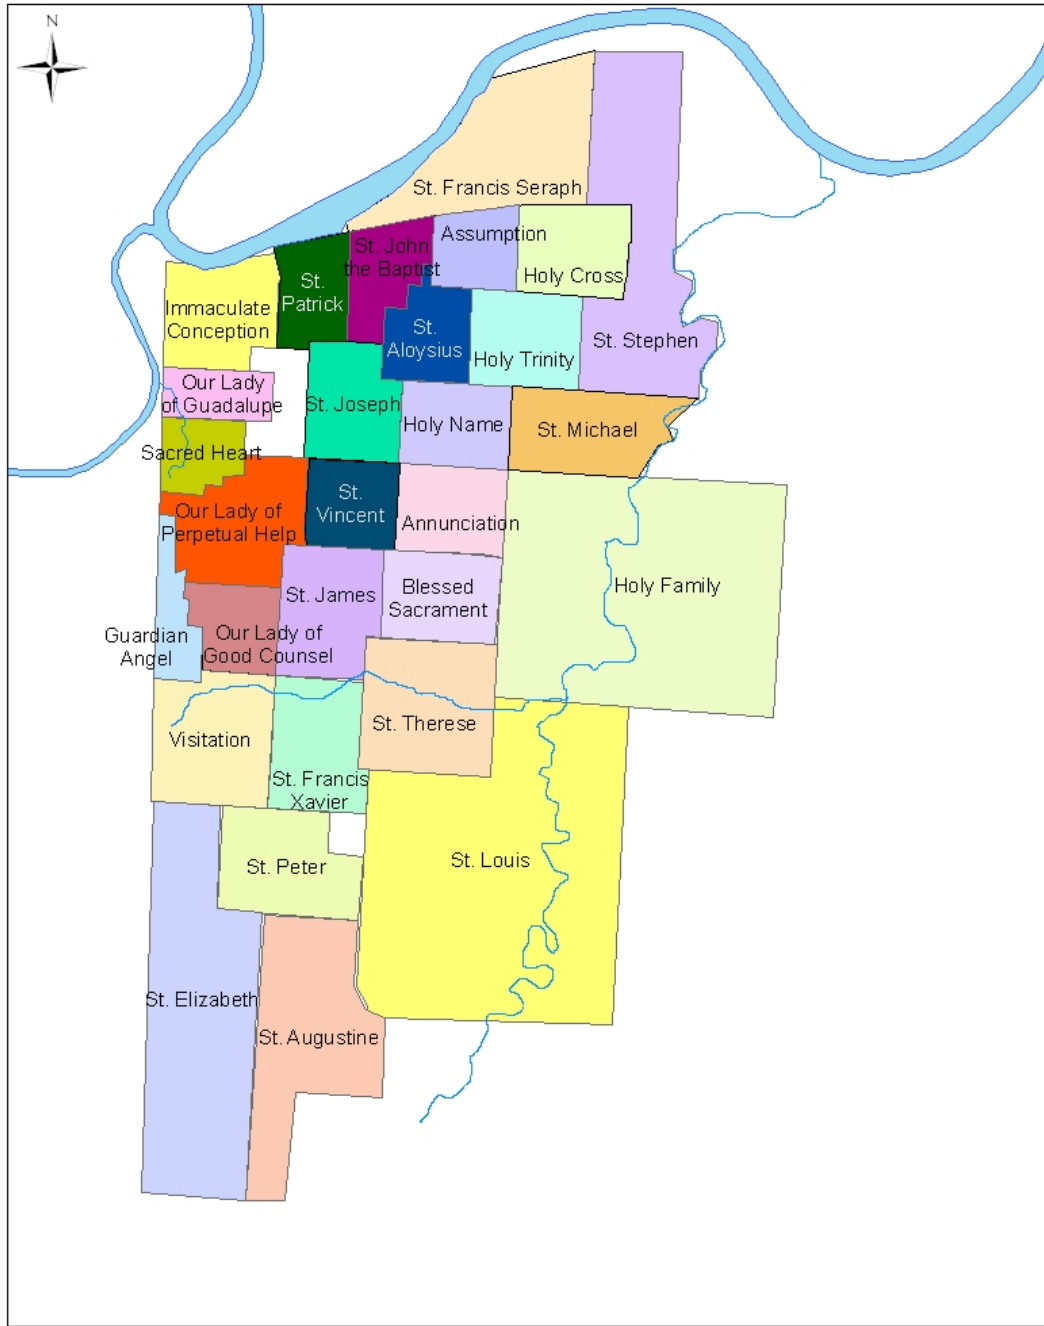 N
St. Francis Seraph
Assumption
St. John
the Baptist
St.
Patrick
Holy Cross
Immaculate
Conception
St.
Aloysius
St. Stephen
Holy Trinity
Our Lady
of Guadalupe
St. Joseph
Holy Name
St. Michael
Sacred Heart
St.
Vincent
Our Lady of
Perpetual Help
Annunciation
Holy Family
Blessed
Sacrament
St. James
Guardian
Angel
Our Lady of
Good Counsel
St. Therese
Visitation
St. Francis
Xavier
St. Louis
St. Peter
St. Elizabeth
St. Augustine